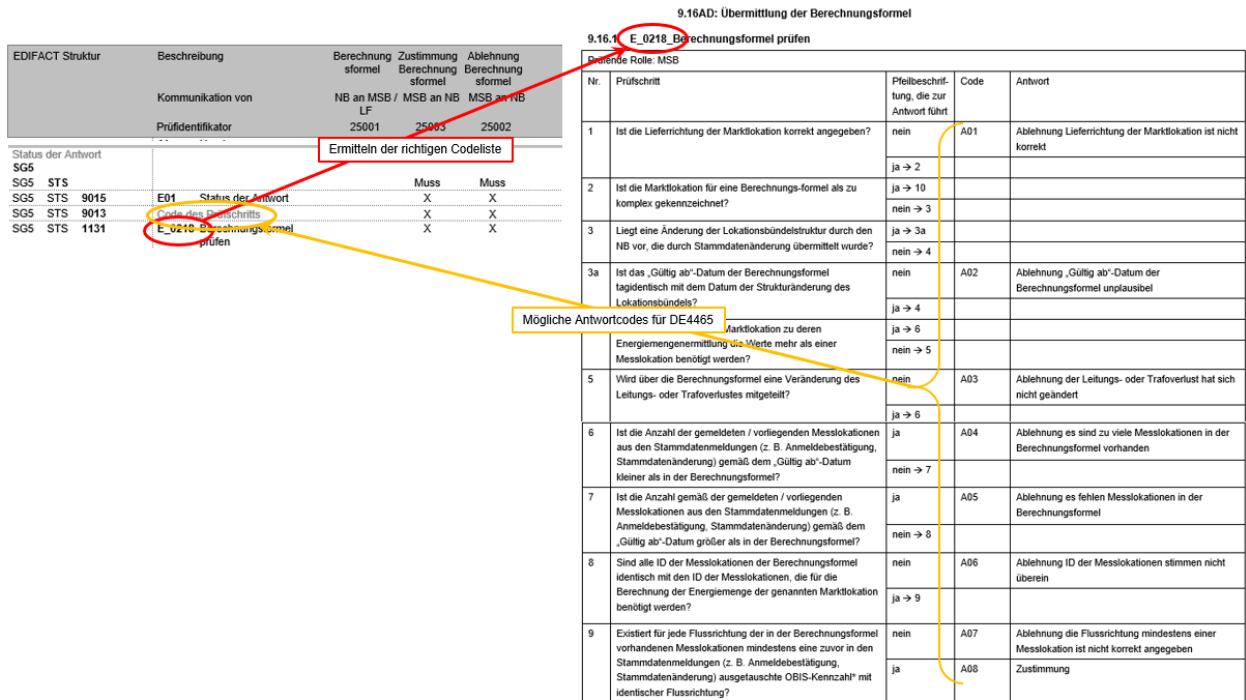 9.16AD: Übermittlung der Berechnungsformel
EDIFACT Struktur
Beschreibung
Berechnung Zustimmung Ablehnung
sformel Berechnung Berechnung
sformel sformel
Kommunikation von
NB an MSB / MSB an NB MSB an NB
LF
Prüfidentifikator
25001 25003 25002
Ermitteln der richtigen Codeliste
Status der Antwort
SG5
SG5 STS Muss Muss
SG5 STS 9015 E01 Status der Antwort X X
SG5 STS 9013 Code des Prüfschritts X X
SG5 STS 1131 E_0218 Berechnungsformel X X
prüfen
Mögliche Antwortcodes für DE4465
9.16.1 E_0218_Berechnungsformel prüfen
Prüfende Rolle: MSB
Nr. Prüfschritt
Pfeilbeschrif-
tung, die zur
Antwort führt
Code
Antwort
1 Ist die Lieferrichtung der Marktlokation korrekt angegeben?
nein
A01
Ablehnung Lieferrichtung der Marktlokation ist nicht
korrekt
ja → 2
2 Ist die Marktlokation für eine Berechnungs-formel als zu
komplex gekennzeichnet?
ja → 10
nein → 3
3 Liegt eine Änderung der Lokationsbündelstruktur durch den
NB vor, die durch Stammdatenänderung übermittelt wurde?
ja → 3a
nein → 4
3a Ist das „Gültig ab“-Datum der Berechnungsformel
tagidentisch mit dem Datum der Strukturänderung des
Lokationsbündels?
nein
A02
Ablehnung „Gültig ab“-Datum der
Berechnungsformel unplausibel
ja → 4
Marktlokation zu deren
Energiemengenermittlung die Werte mehr als einer
Messlokation benötigt werden?
ja → 6
nein → 5
5 Wird über die Berechnungsformel eine Veränderung des
Leitungs- oder Trafoverlustes mitgeteilt?
nein
A03
Ablehnung der Leitungs- oder Trafoverlust hat sich
nicht geändert
ja → 6
6 Ist die Anzahl der gemeldeten / vorliegenden Messlokationen
aus den Stammdatenmeldungen (z. B. Anmeldebestätigung,
Stammdatenänderung) gemäß dem „Gültig ab“-Datum
kleiner als in der Berechnungsformel?
ja
A04
Ablehnung es sind zu viele Messlokationen in der
Berechnungsformel vorhanden
nein → 7
7 Ist die Anzahl gemäß der gemeldeten / vorliegenden
Messlokationen aus den Stammdatenmeldungen (z. B.
Anmeldebestätigung, Stammdatenänderung) gemäß dem
„Gültig ab“-Datum größer als in der Berechnungsformel?
ja
A05
Ablehnung es fehlen Messlokationen in der
Berechnungsformel
nein → 8
8 Sind alle ID der Messlokationen der Berechnungsformel
identisch mit den ID der Messlokationen, die für die
Berechnung der Energiemenge der genannten Marktlokation
benötigt werden?
nein
A06
Ablehnung ID der Messlokationen stimmen nicht
überein
ja → 9
9 Existiert für jede Flussrichtung der in der Berechnungsformel
vorhandenen Messlokationen mindestens eine zuvor in den
Stammdatenmeldungen (z. B. Anmeldebestätigung,
Stammdatenänderung) ausgetauschte OBIS-Kennzahl* mit
identischer Flussrichtung?
nein
A07
Ablehnung die Flussrichtung mindestens einer
Messlokation ist nicht korrekt angegeben
ja
A08
Zustimmung